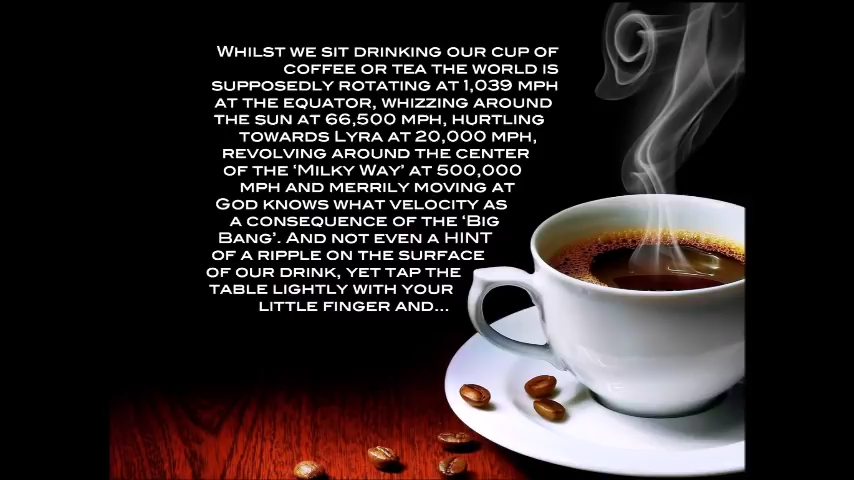 Whilst we sit drinking our cup of
coffee or tea the world is
supposedly rotating at 1,039 mph
at the equator, whizzing around
the sun at 66,500 mph, hurtling
towards Lyra at 20,000 mph,
revolving around the center
of the ‘Milky Way’ at 500,000
mph and merrily moving at
God knows what velocity as
a consequence of the ‘Big
Bang’. And not even a HINT
of a ripple on the surface
of our drink, yet tap the
table lightly with your
little finger and...